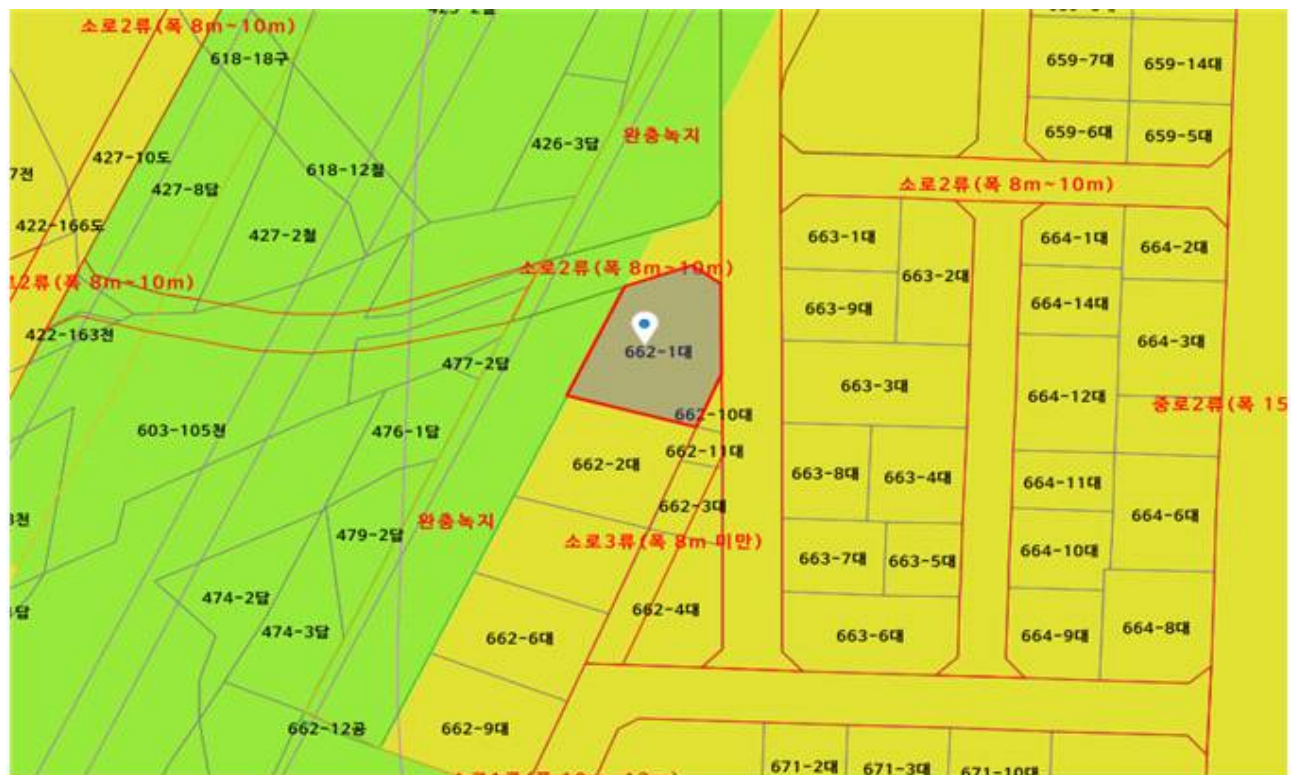 소로2류(폭 8m~10m)
618-18구
659-7대
659-14대
659-6대
659-5대
완충녹지
426-3답
427-10도
618-12철
427-8답
소로2류(폭 8m~10m)
422-166도
427-2철
663-1대
663-2대
664-1대
664-2대
소로2류(폭 8m~10m)
2류(폭 8m~10m)
663-9대
664-14대
422-163전
664-3대
662-1대
477-2답
663-3대
664-12대
중로2류(폭 15
662-10대
603-105천
476-1답
662-11대
662-2대
663-8대
663-4대
664-11대
662-3대
664-6대
완충녹지
479-2답
소로3류(폭 8m 미만)
664-10대
663-7대
663-5대
474-2답
662-4대
474-3답
662-6대
663-6대
664-9대
664-8대
662-12공
662-9대
671-2대
671-3대
671-10대